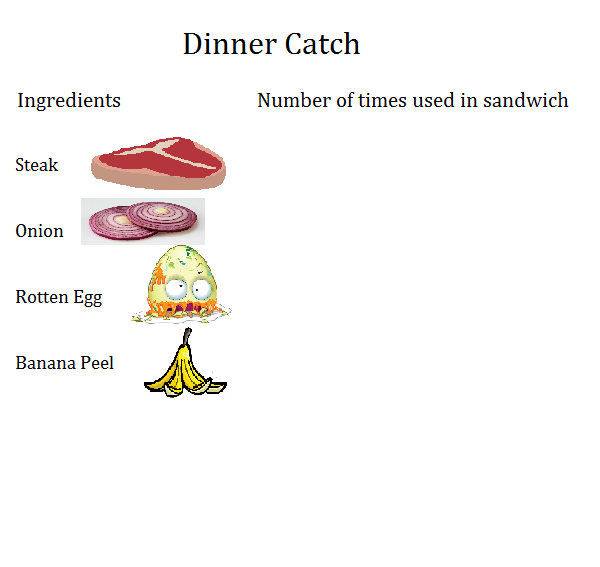 Dinner Catch
Ingredients Number of times used in sandwich
Steak
Onion
Rotten Egg
Banana Peel